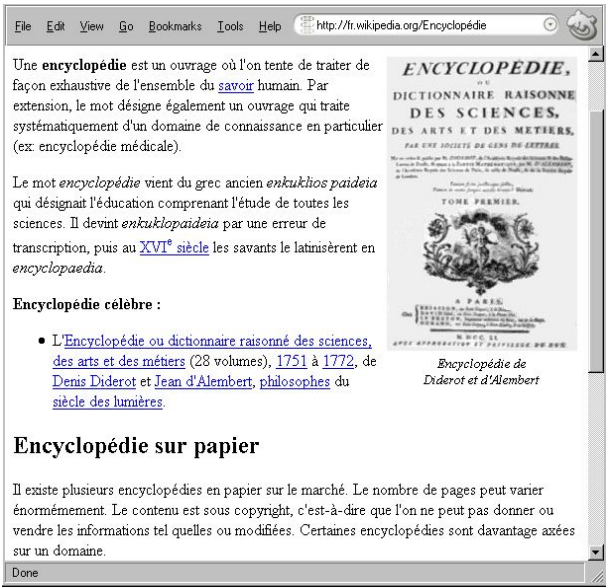 File Edit View Go Bookmarks Tools Help http://fr.wikipedia.org/Encyclopédie
Une encyclopédie est un ouvrage où l'on tente de traiter de
façon exhaustive de l'ensemble du savoir humain. Par
extension, le mot désigne également un ouvrage qui traite
systématiquement d'un domaine de connaissance en particulier
(ex: encyclopédie médicale).
Le mot encyclopédie vient du grec ancien enkuklios paideia
qui désignait l'éducation comprenant l'étude de toutes les
sciences. Il devint enkuklopaideia par une erreur de
transcription, puis au XVIe siècle les savants le latinisèrent en
encyclopaedia.
Encyclopédie célèbre :
• L'Encyclopédie ou dictionnaire raisonné des sciences,
des arts et des métiers (28 volumes), 1751 à 1772, de
Denis Diderot et Jean d'Alembert, philosophes du
siècle des lumières.
ENCYCLOPÉDIE,
OU
DICTIONNAIRE RAISONNÉ
DES SCIENCES,
DES ARTS ET DES MÉTIERS,
PAR UNE SOCIÉTÉ DE GENS DE LETTRES.
TOME PREMIER.
A PARIS,
M. DCC. LI.
AVEC APPROBATION ET PRIVILEGE DU ROY.
Encyclopédie de
Diderot et d'Alembert
Encyclopédie sur papier
Il existe plusieurs encyclopédies en papier sur le marché. Le nombre de pages peut varier
énormémement. Le contenu est sous copyright, c'est-à-dire que l'on ne peut pas donner ou
vendre les informations tel quelles ou modifiées. Certaines encyclopédies sont davantage axées
sur un domaine.
Done